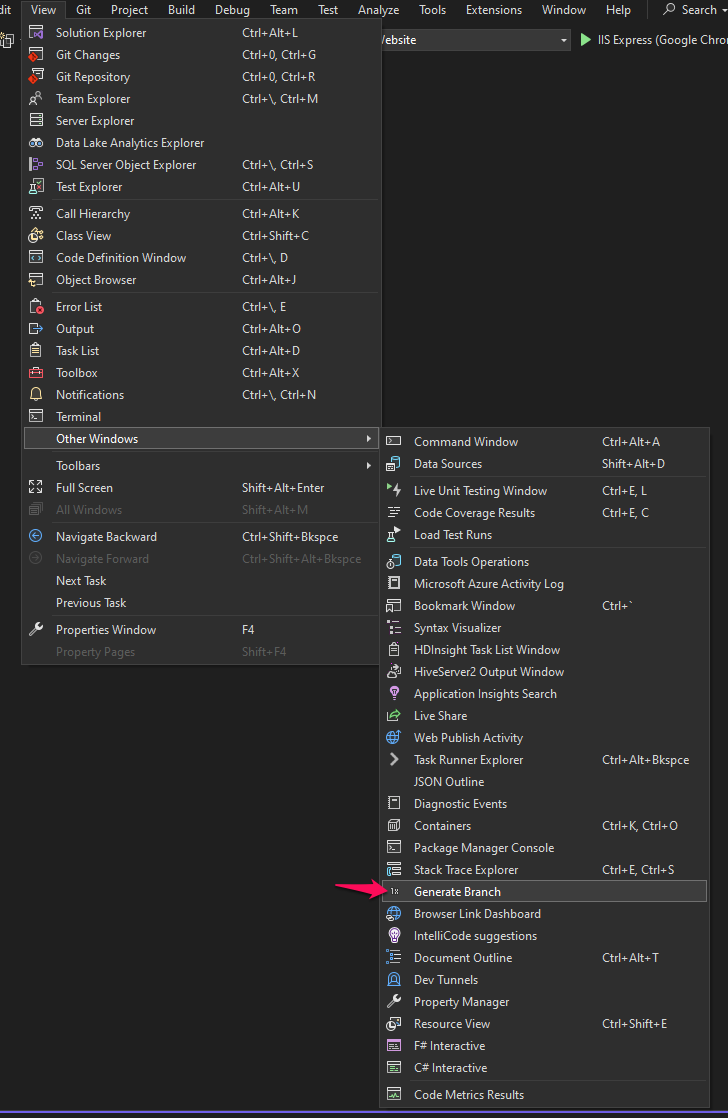 dit View Git Project Build Debug Team Test Analyze Tools Extensions Window Help Search
Website IIS Express (Google Chro
Solution Explorer Ctrl+Alt+L
Git Changes Ctrl+0, Ctrl+G
Git Repository Ctrl+0, Ctrl+R
Team Explorer Ctrl+\, Ctrl+M
Server Explorer
Data Lake Analytics Explorer
SQL Server Object Explorer Ctrl+\, Ctrl+S
Test Explorer Ctrl+Alt+U
Call Hierarchy Ctrl+Alt+K
Class View Ctrl+Shift+C
Code Definition Window Ctrl+\, D
Object Browser Ctrl+Alt+J
Error List Ctrl+\, E
Output Ctrl+Alt+O
Task List Ctrl+Alt+D
Toolbox Ctrl+Alt+X
Notifications Ctrl+\, Ctrl+N
Terminal
Other Windows
Toolbars
Full Screen Shift+Alt+Enter
All Windows Shift+Alt+M
Navigate Backward Ctrl+Shift+Bkspce
Navigate Forward Ctrl+Shift+Alt+Bkspce
Next Task
Previous Task
Properties Window F4
Property Pages Shift+F4
Command Window Ctrl+Alt+A
Data Sources Shift+Alt+D
Live Unit Testing Window Ctrl+E, L
Code Coverage Results Ctrl+E, C
Load Test Runs
Data Tools Operations
Microsoft Azure Activity Log
Bookmark Window Ctrl+`
Syntax Visualizer
HDInsight Task List Window
HiveServer2 Output Window
Application Insights Search
Live Share
Web Publish Activity
Task Runner Explorer Ctrl+Alt+Bkspce
JSON Outline
Diagnostic Events
Containers Ctrl+K, Ctrl+O
Package Manager Console
Stack Trace Explorer Ctrl+E, Ctrl+S
1x Generate Branch
Browser Link Dashboard
IntelliCode suggestions
Document Outline Ctrl+Alt+T
Dev Tunnels
Property Manager
Resource View Ctrl+Shift+E
F# Interactive
C# Interactive
Code Metrics Results